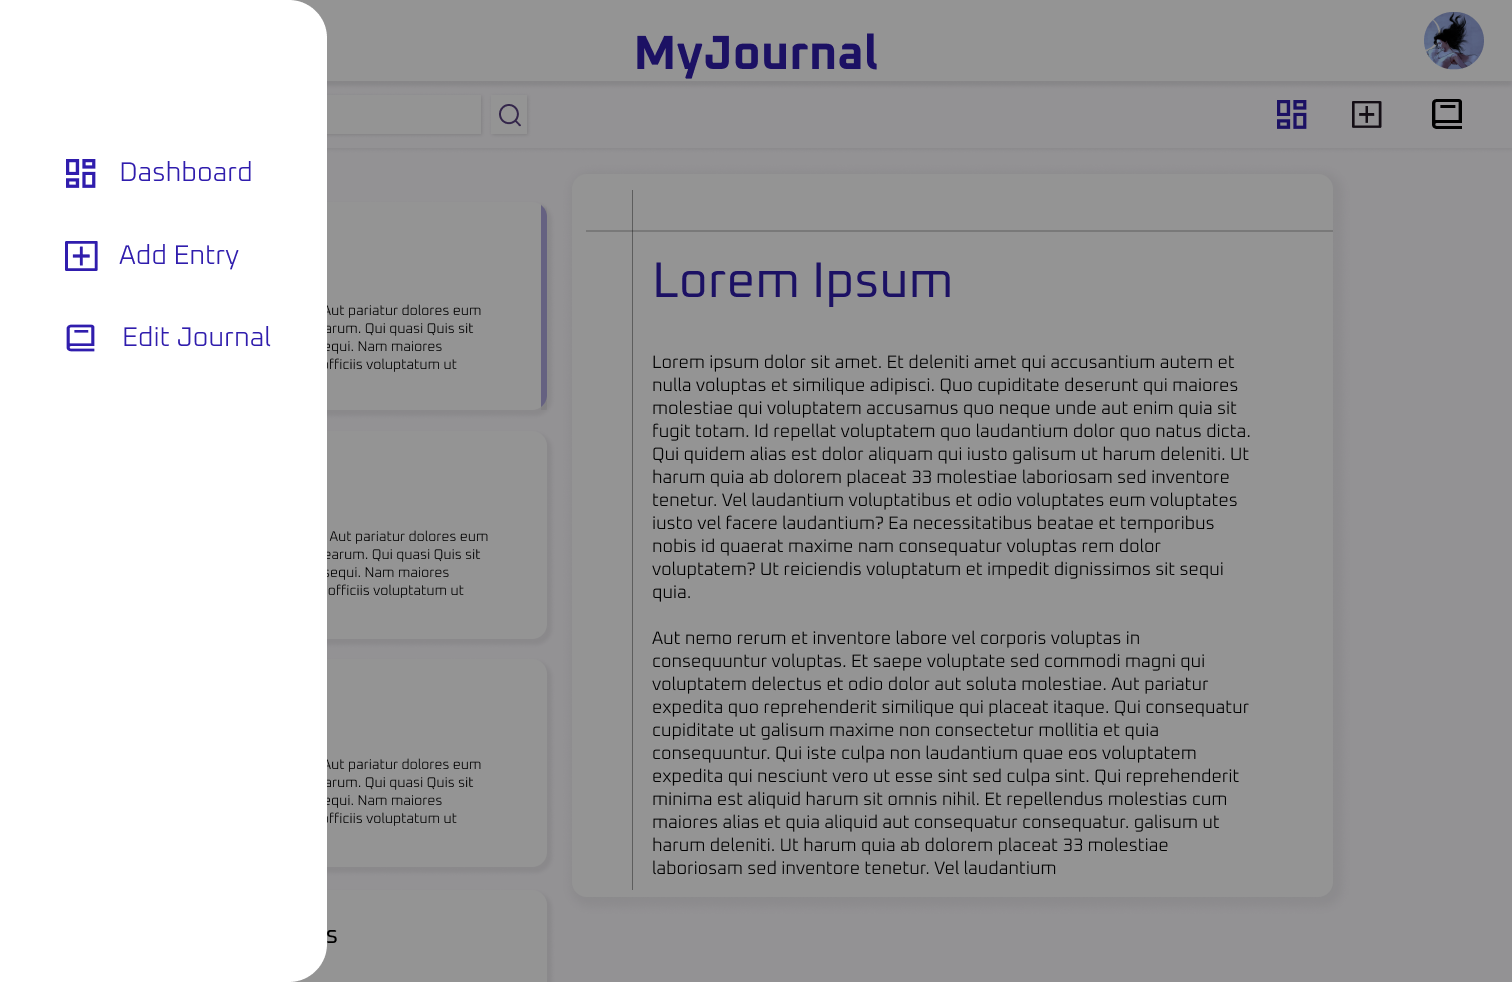 MyJournal
Dashboard
Add Entry
Edit Journal
Aut pariatur dolores eum
Qui quasi Quis sit
Nam maiores
voluptatum ut
Aut pariatur dolores eum
earum. Qui quasi Quis sit
sequi. Nam maiores
officiis voluptatum ut
Aut pariatur dolores eum
Qui quasi Quis sit
Nam maiores
voluptatum ut
s
Lorem Ipsum
Lorem ipsum dolor sit amet. Et deleniti amet qui accusantium autem et
nulla voluptas et similique adipisci. Quo cupiditate deserunt qui maiores
molestiae qui voluptatem accusamus quo neque unde aut enim quia sit
fugit totam. Id repellat voluptatem quo laudantium dolor quo natus dicta.
Qui quidem alias est dolor aliquam qui iusto galisum ut harum deleniti. Ut
harum quia ab dolorem placeat 33 molestiae laboriosam sed inventore
tenetur. Vel laudantium voluptatibus et odio voluptates eum voluptates
iusto vel facere laudantium? Ea necessitatibus beatae et temporibus
nobis id quaerat maxime nam consequatur voluptas rem dolor
voluptatem? Ut reiciendis voluptatum et impedit dignissimos sit sequi
quia.
Aut nemo rerum et inventore labore vel corporis voluptas in
consequuntur voluptas. Et saepe voluptate sed commodi magni qui
voluptatem delectus et odio dolor aut soluta molestiae. Aut pariatur
expedita quo reprehenderit similique qui placeat itaque. Qui consequatur
cupiditate ut galisum maxime non consectetur mollitia et quia
consequuntur. Qui iste culpa non laudantium quae eos voluptatem
expedita qui nesciunt vero ut esse sint sed culpa sint. Qui reprehenderit
minima est aliquid harum sit omnis nihil. Et repellendus molestias cum
maiores alias et quia aliquid aut consequatur consequatur. galisum ut
harum deleniti. Ut harum quia ab dolorem placeat 33 molestiae
laboriosam sed inventore tenetur. Vel laudantium